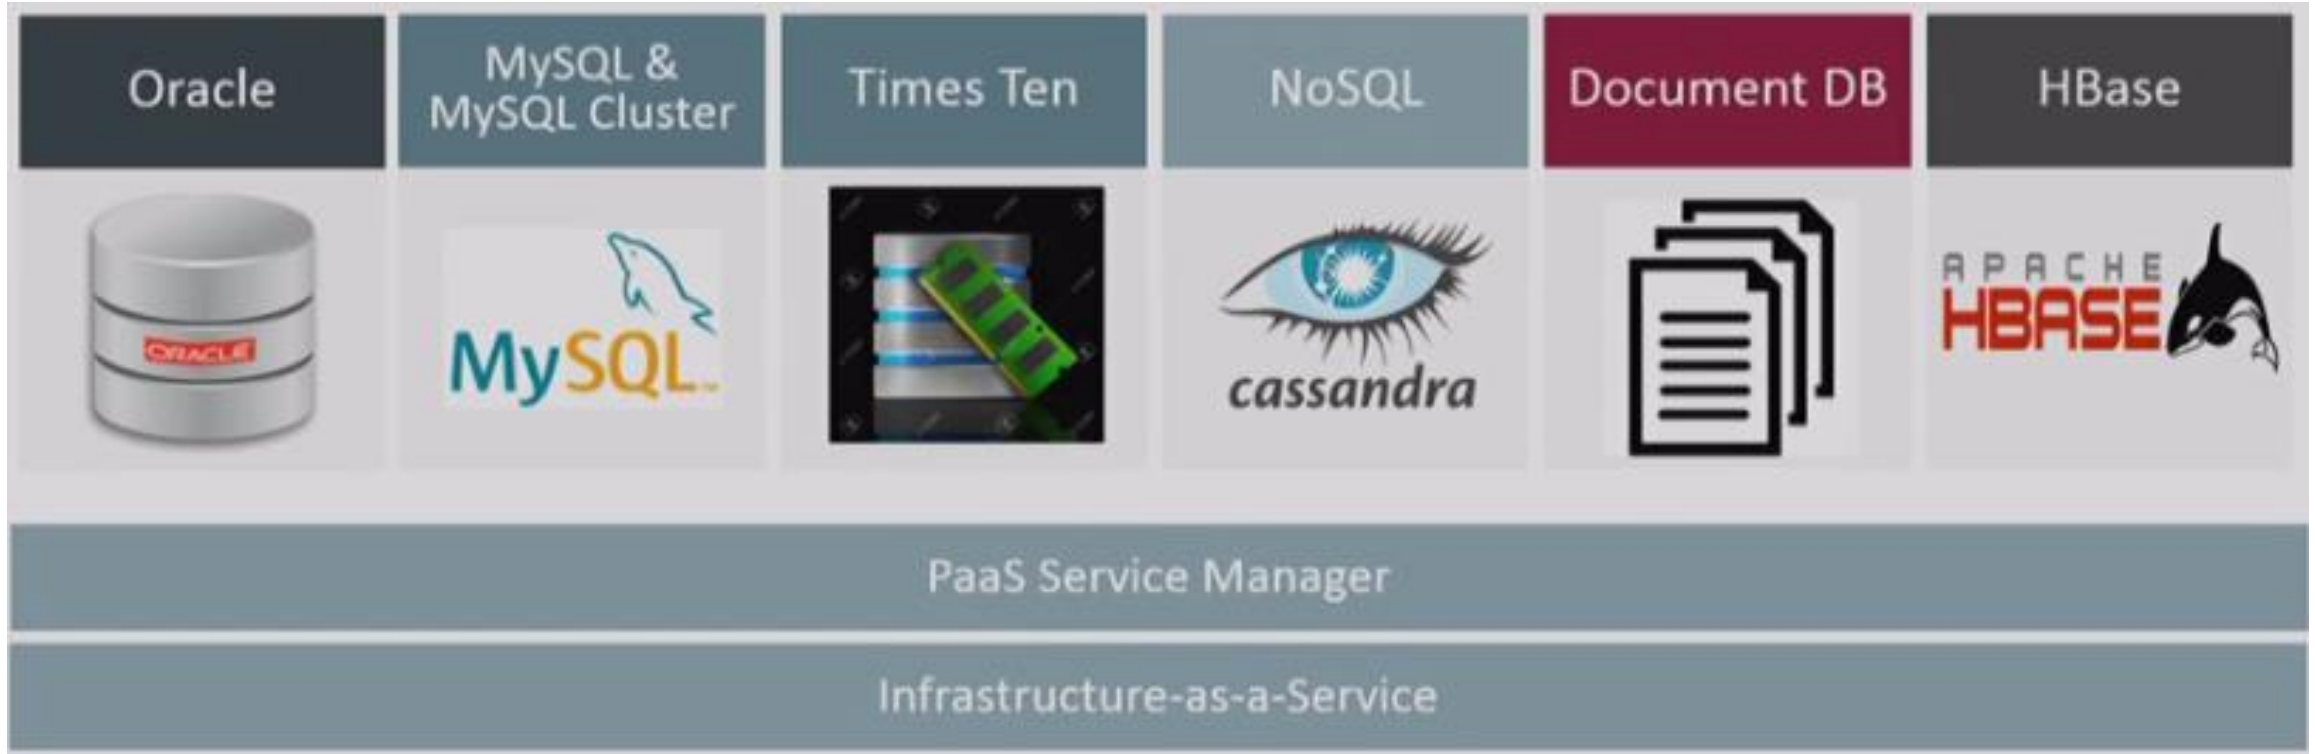 Oracle
MySQL &
MySQL Cluster
Times Ten
NoSQL
Document DB
HBase
ORACLE
MySQL™
cassandra
APACHE
HBASE
PaaS Service Manager
Infrastructure-as-a-Service